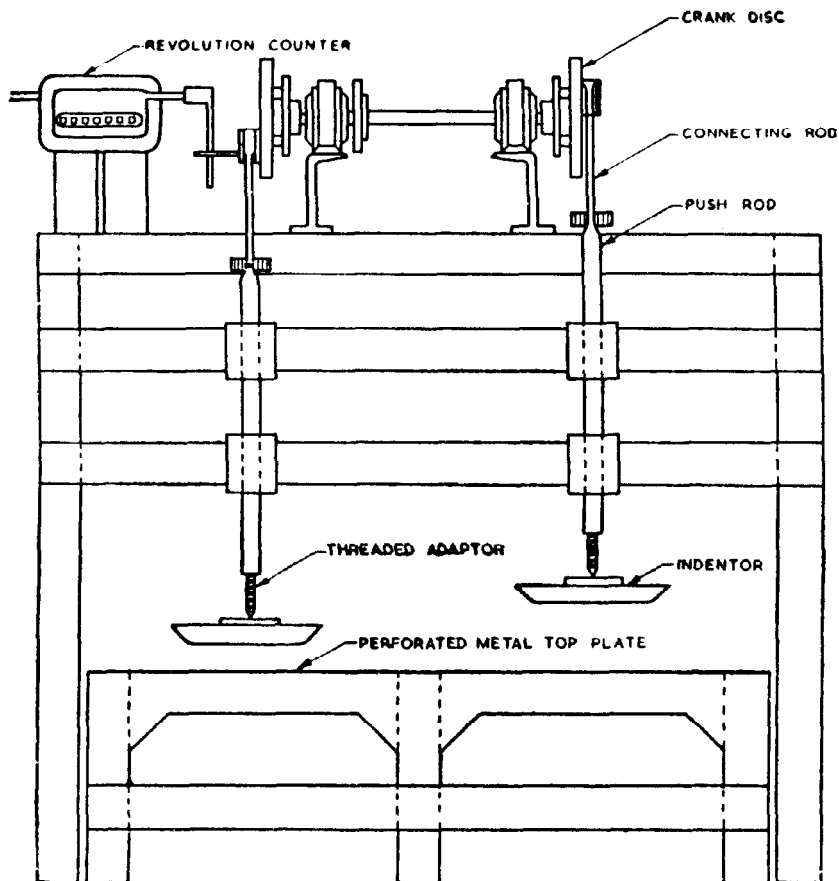 CRANK DISC
REVOLUTION COUNTER
CONNECTING ROD
PUSH ROD
THREADED ADAPTOR
INDENTOR
PERFORATED METAL TOP PLATE